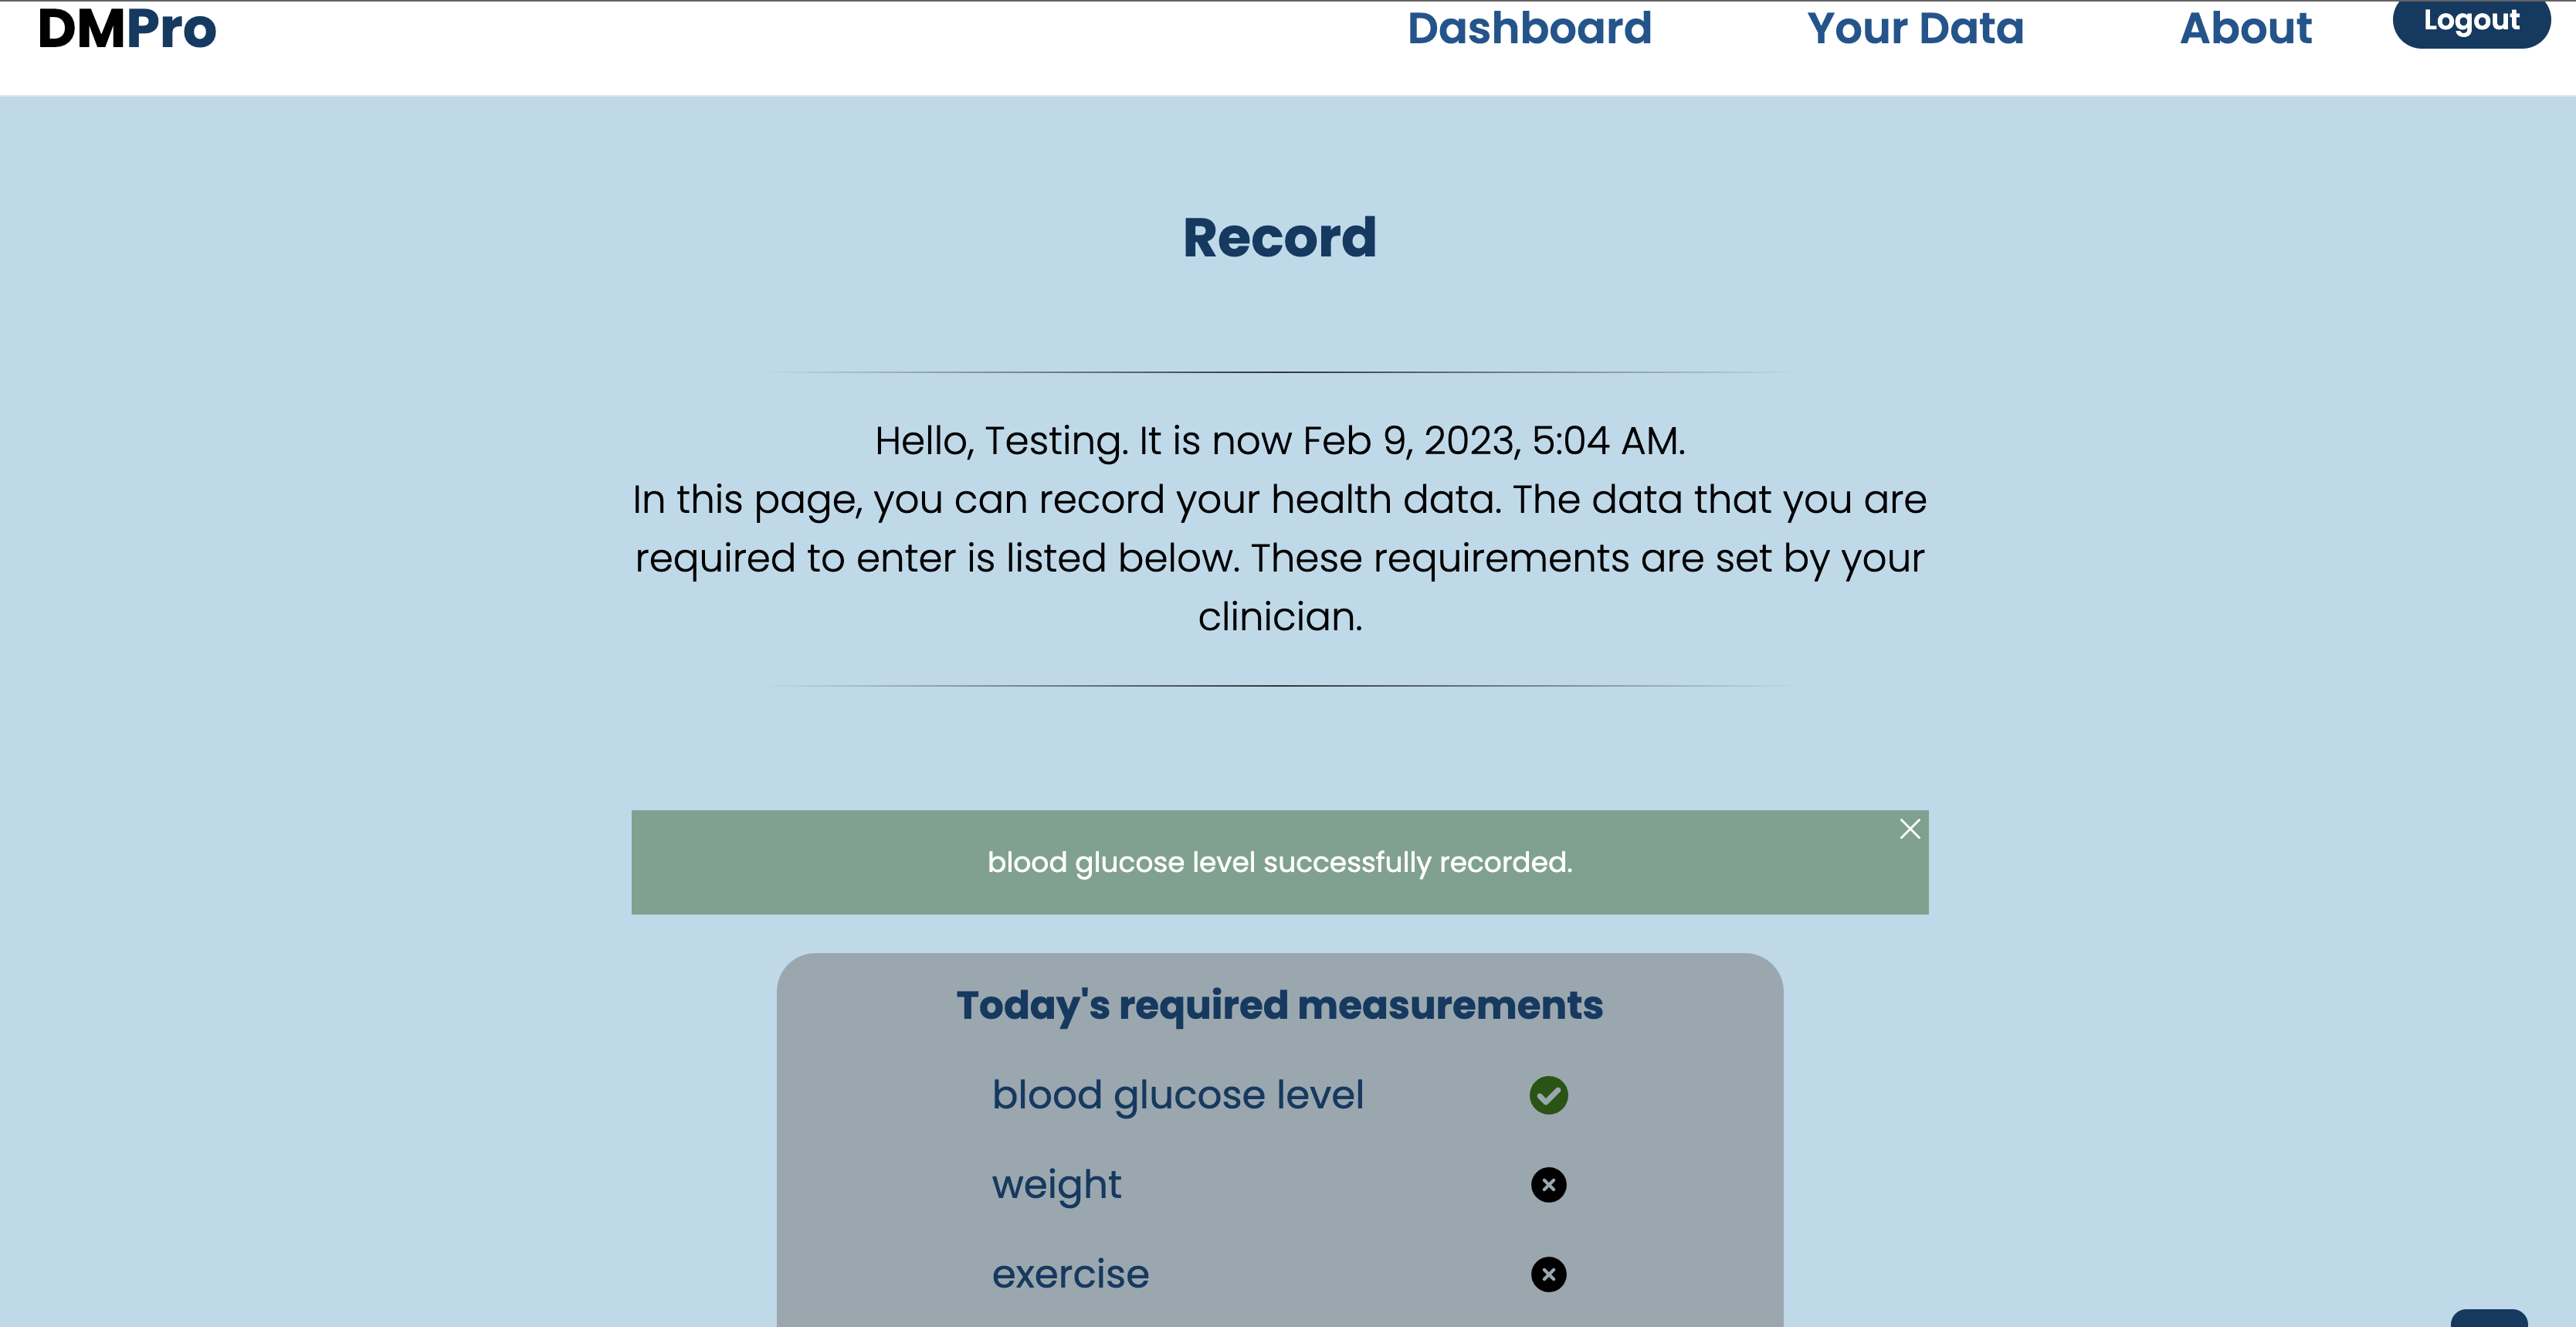 DMPro
Dashboard
Your Data
About
Logout
Record
Hello, Testing. It is now Feb 9, 2023, 5:04 AM.
In this page, you can record your health data. The data that you are
required to enter is listed below. These requirements are set by your
clinician.
blood glucose level successfully recorded.
Today's required measurements
blood glucose level
weight
exercise